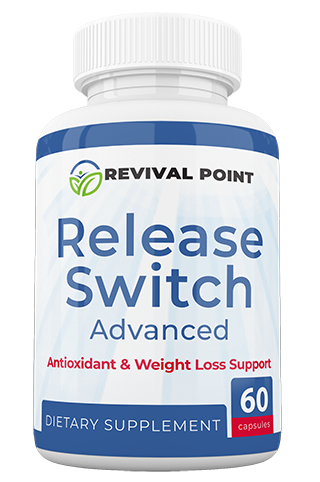 REVIVAL POINT
Release
Switch
Advanced
Antioxidant & Weight Loss Support
DIETARY SUPPLEMENT
60
capsules